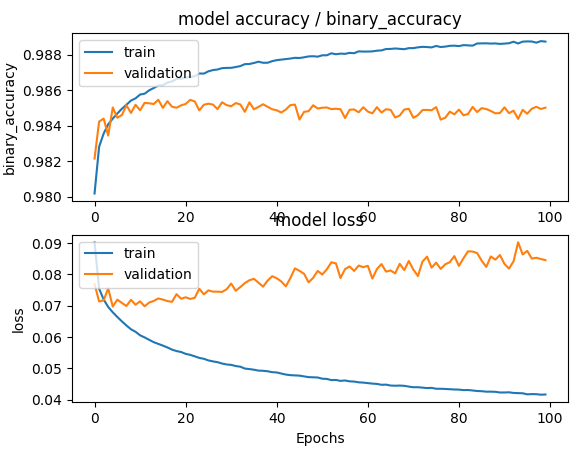 model accuracy / binary_accuracy
binary_accuracy
0.988
0.986
0.984
0.982
0.980
train
validation
0 20 40 60 80 100
model loss
loss
0.09
0.08
0.07
0.06
0.05
0.04
train
validation
0 20 40 60 80 100
Epochs